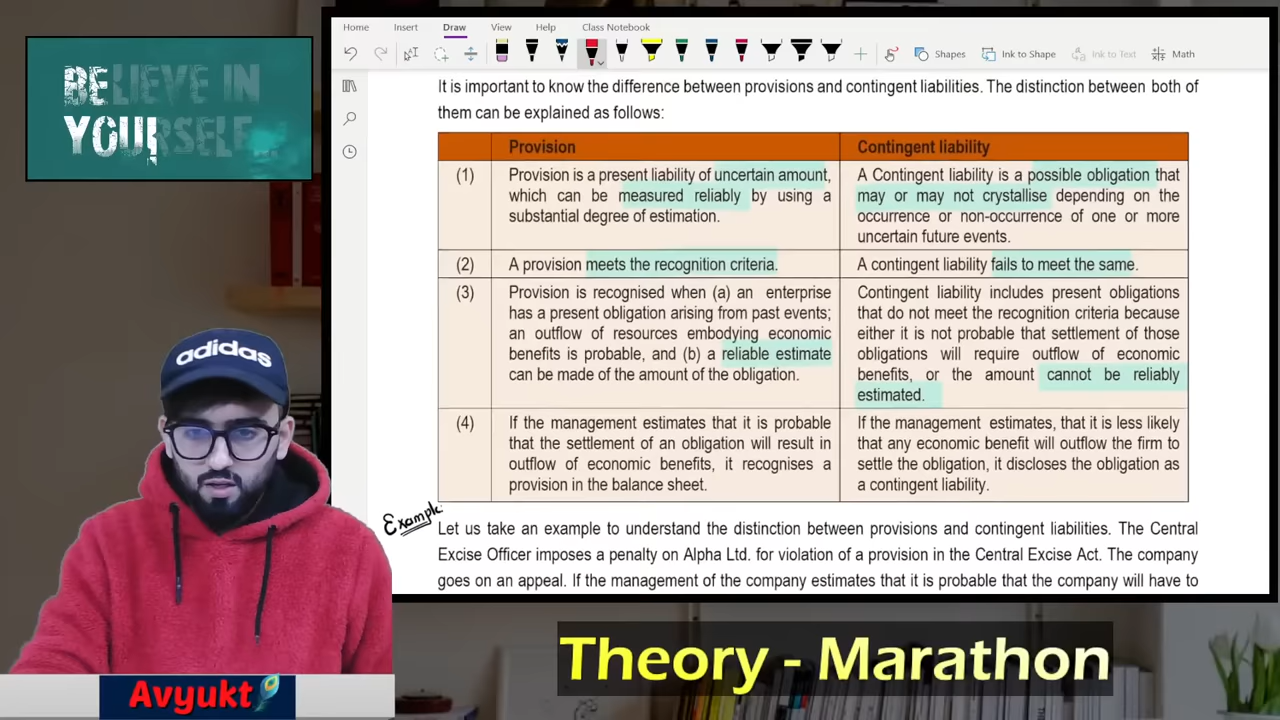 BELIEVE IN
YOURSELF...
Home Insert Draw View Help Class Notebook
Shapes Ink to Shape Ink to Text Math
It is important to know the difference between provisions and contingent liabilities. The distinction between both of
them can be explained as follows:
Provision Contingent liability
(1) Provision is a present liability of uncertain amount,
which can be measured reliably by using a
substantial degree of estimation.
A Contingent liability is a possible obligation that
may or may not crystallise depending on the
occurrence or non-occurrence of one or more
uncertain future events.
(2) A provision meets the recognition criteria.
A contingent liability fails to meet the same.
(3) Provision is recognised when (a) an enterprise
has a present obligation arising from past events;
an outflow of resources embodying economic
benefits is probable, and (b) a reliable estimate
can be made of the amount of the obligation.
Contingent liability includes present obligations
that do not meet the recognition criteria because
either it is not probable that settlement of those
obligations will require outflow of economic
benefits, or the amount cannot be reliably
estimated.
(4) If the management estimates that it is probable
that the settlement of an obligation will result in
outflow of economic benefits, it recognises a
provision in the balance sheet.
If the management estimates, that it is less likely
that any economic benefit will outflow the firm to
settle the obligation, it discloses the obligation as
a contingent liability.
Example:
Let us take an example to understand the distinction between provisions and contingent liabilities. The Central
Excise Officer imposes a penalty on Alpha Ltd. for violation of a provision in the Central Excise Act. The company
goes on an appeal. If the management of the company estimates that it is probable that the company will have to
adidas
Avyukt
Theory - Marathon